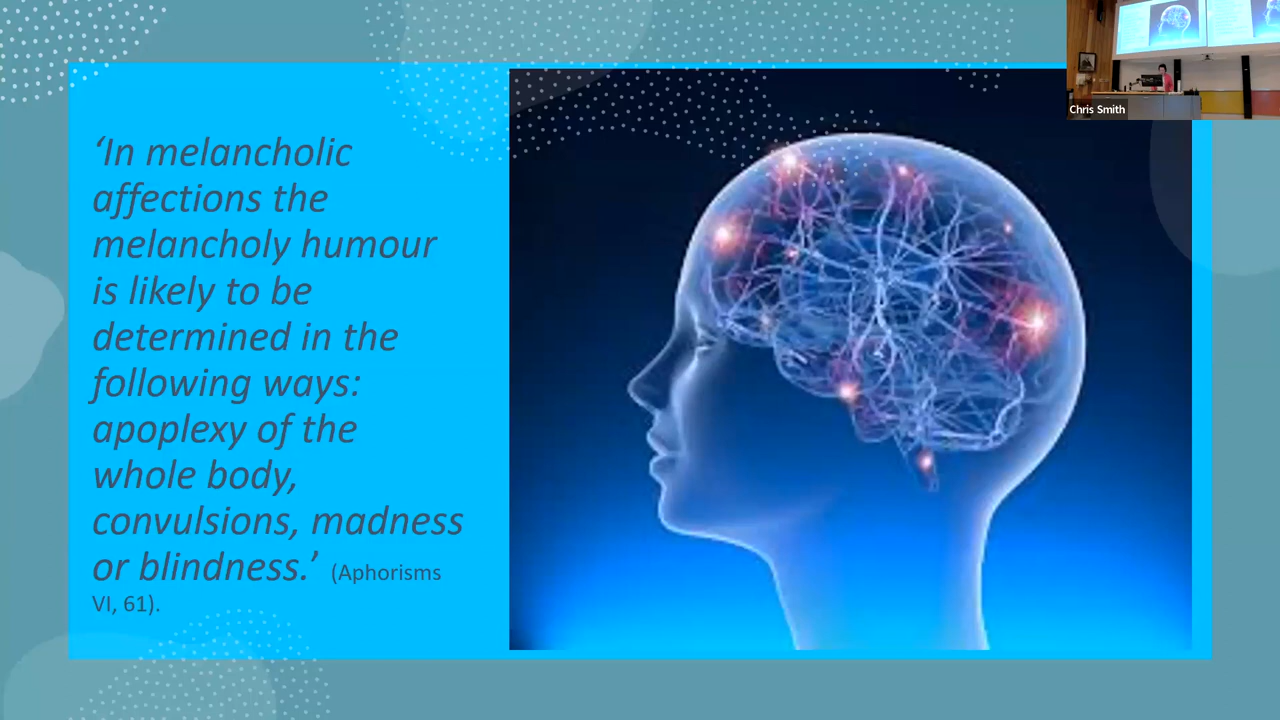 ‘In melancholic
affections the
melancholy humour
is likely to be
determined in the
following ways:
apoplexy of the
whole body,
convulsions, madness
or blindness.’ (Aphorisms
VI, 61).
Chris Smith